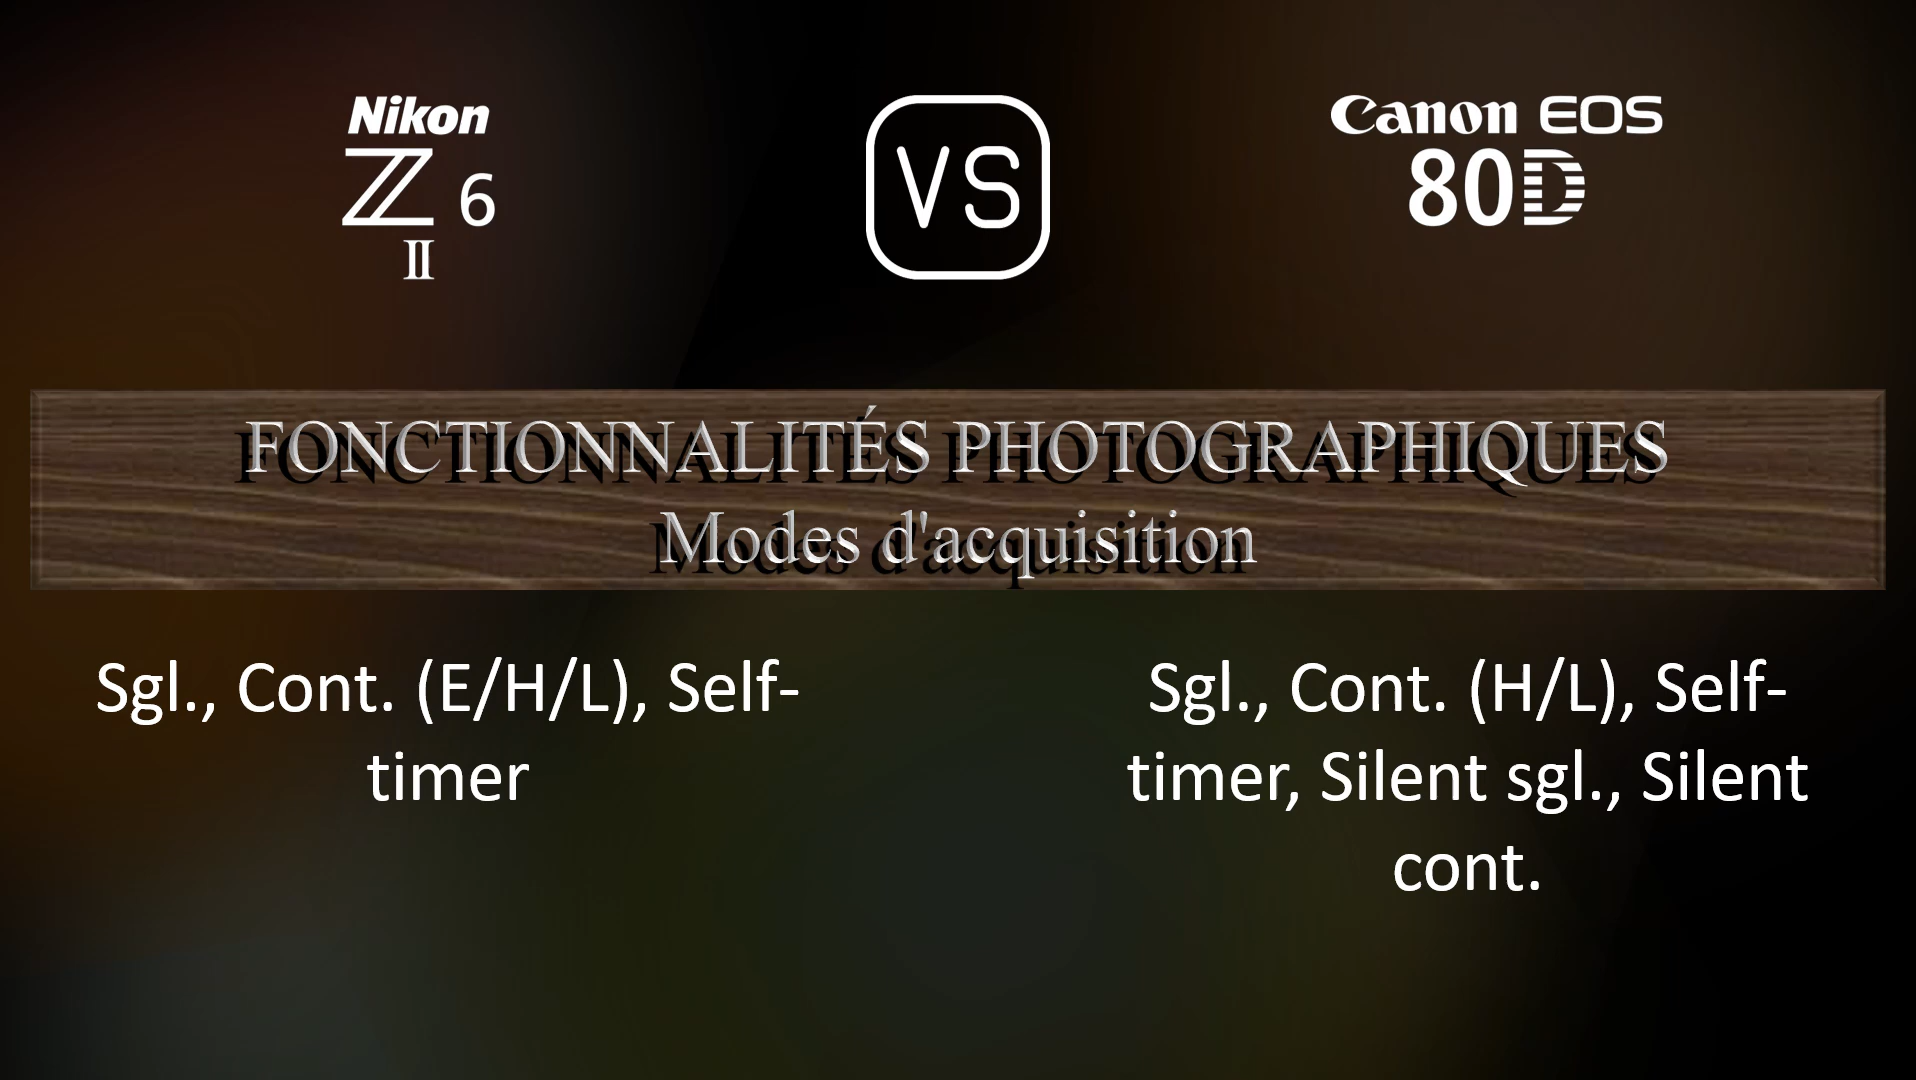 Nikon
Z 6
II
VS
Canon EOS
80D
FONCTIONNALITÉS PHOTOGRAPHIQUES
Modes d'acquisition
Sgl., Cont. (E/H/L), Self-
timer
Sgl., Cont. (H/L), Self-
timer, Silent sgl., Silent
cont.